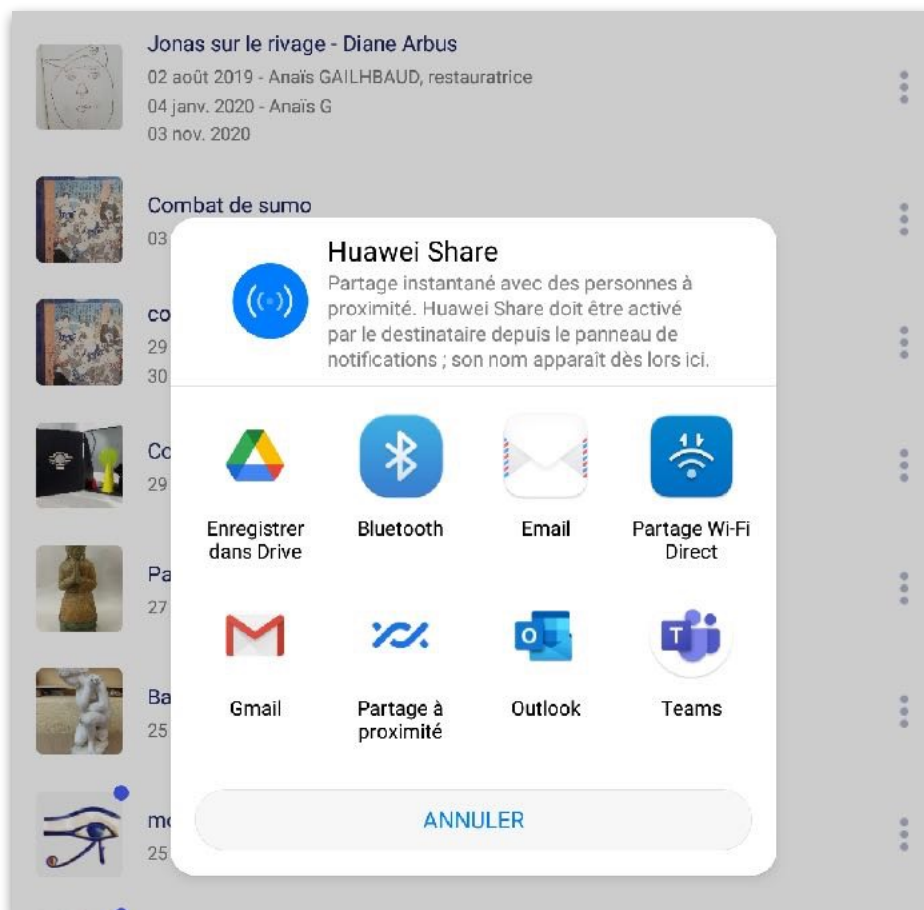 Jonas sur le rivage - Diane Arbus
02 août 2019 - Anaïs GAILHBAUD, restauratrice
04 janv. 2020 - Anaïs G
03 nov. 2020
Combat de sumo
03
co
29
30
Co
29
Pa
27
Ba
25
mo
25
Huawei Share
Partage instantané avec des personnes à
proximité. Huawei Share doit être activé
par le destinataire depuis le panneau de
notifications ; son nom apparaît dès lors ici.
Enregistrer
dans Drive
Bluetooth
Email
Partage Wi-Fi
Direct
Gmail
Partage à
proximité
Outlook
Teams
ANNULER